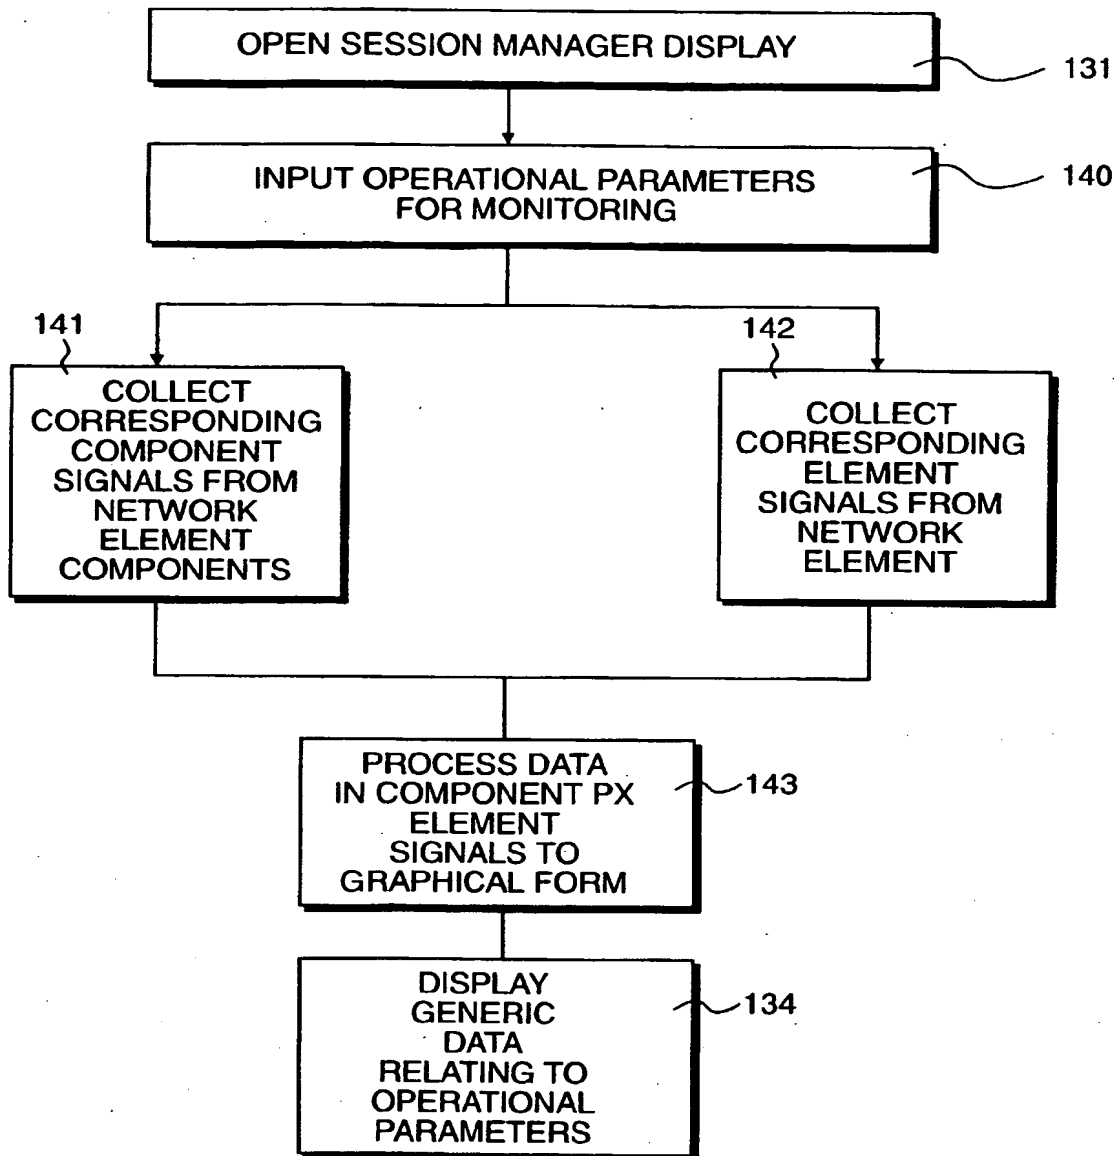 OPEN SESSION MANAGER DISPLAY
131
INPUT OPERATIONAL PARAMETERS
FOR MONITORING
140
141
COLLECT
CORRESPONDING
COMPONENT
SIGNALS FROM
NETWORK
ELEMENT
COMPONENTS
142
COLLECT
CORRESPONDING
ELEMENT
SIGNALS FROM
NETWORK
ELEMENT
PROCESS DATA
IN COMPONENT PX
ELEMENT
SIGNALS TO
GRAPHICAL FORM
143
DISPLAY
GENERIC
DATA
RELATING TO
OPERATIONAL
PARAMETERS
134